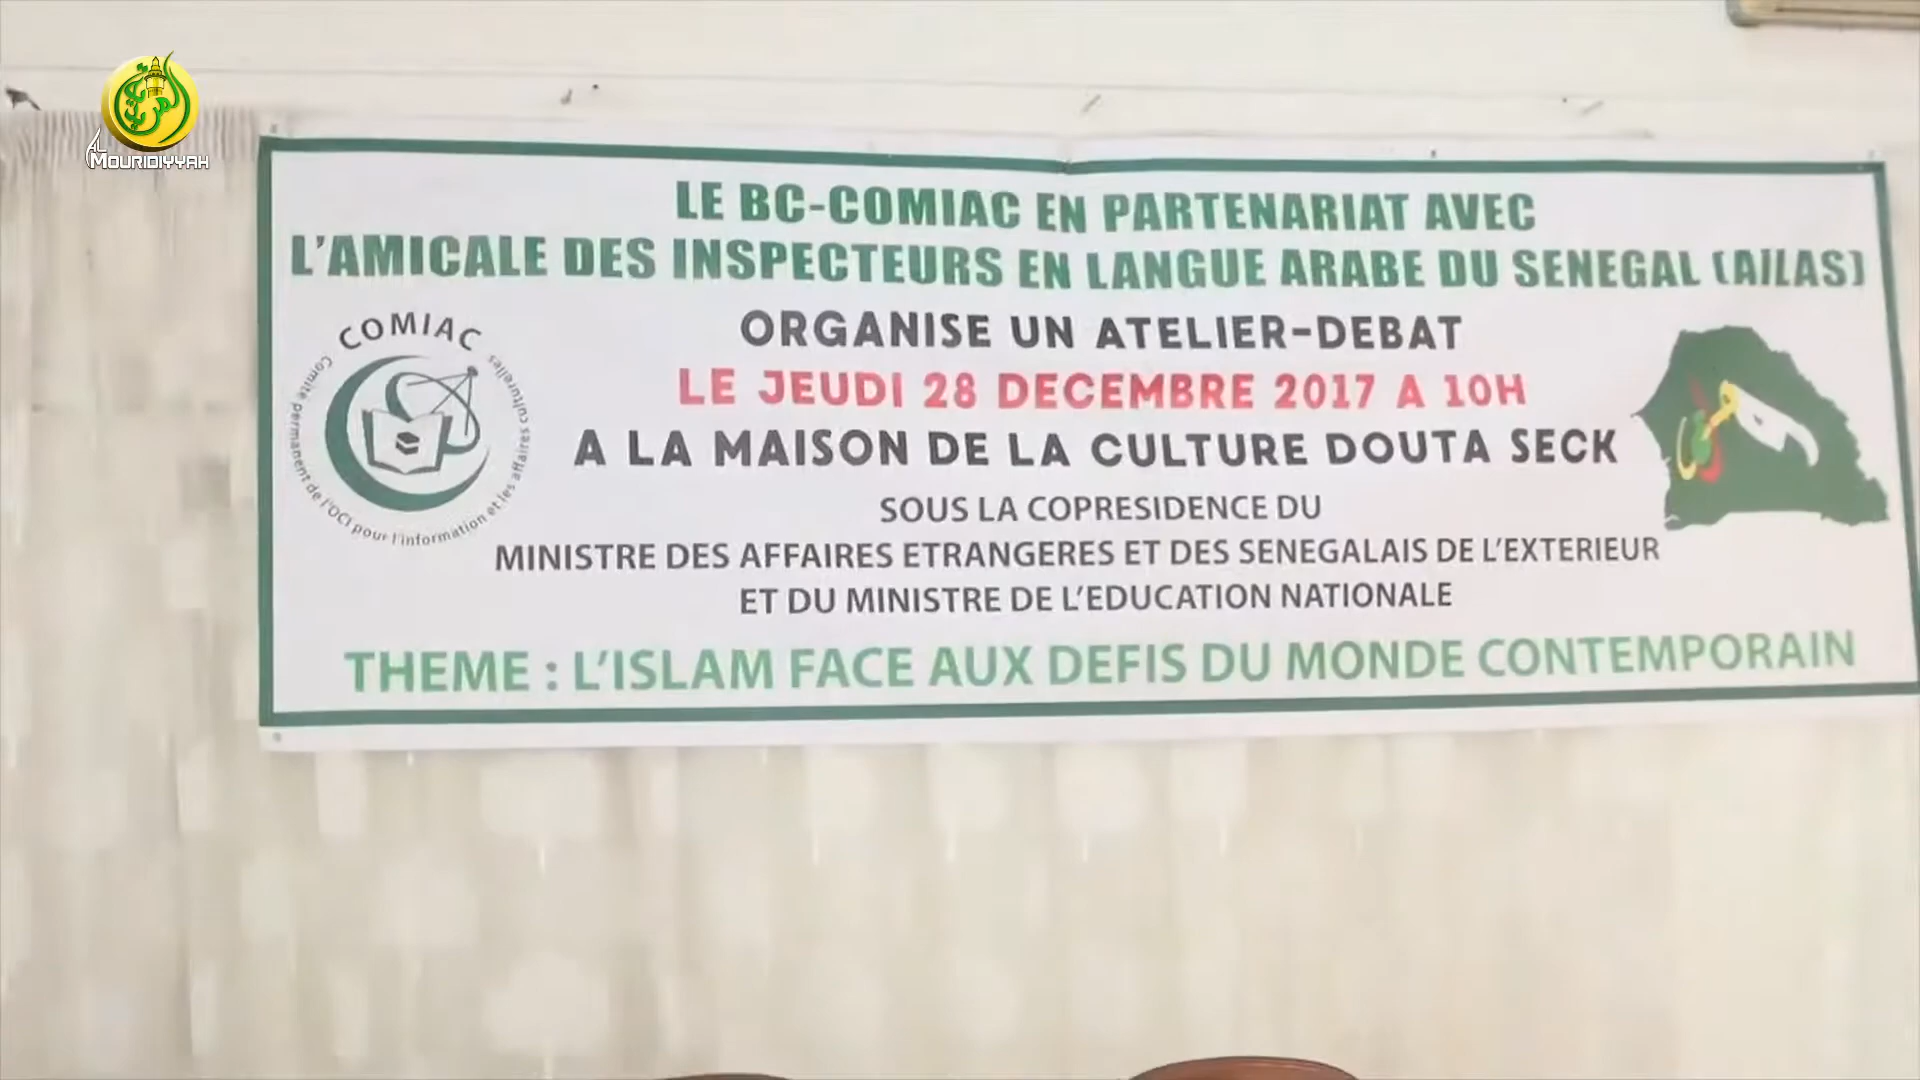 AL
MOURIDIYYAH
LE BC-COMIAC EN PARTENARIAT AVEC
L'AMICALE DES INSPECTEURS EN LANGUE ARABE DU SENEGAL (AILAS)
ORGANISE UN ATELIER-DEBAT
LE JEUDI 28 DECEMBRE 2017 A 10H
A LA MAISON DE LA CULTURE DOUTA SECK
SOUS LA COPRESIDENCE DU
MINISTRE DES AFFAIRES ETRANGERES ET DES SENEGALAIS DE L'EXTERIEUR
ET DU MINISTRE DE L'EDUCATION NATIONALE
THEME : L'ISLAM FACE AUX DEFIS DU MONDE CONTEMPORAIN
COMIAC
Comité permanent de l'OCI pour l'information et les affaires culturelles